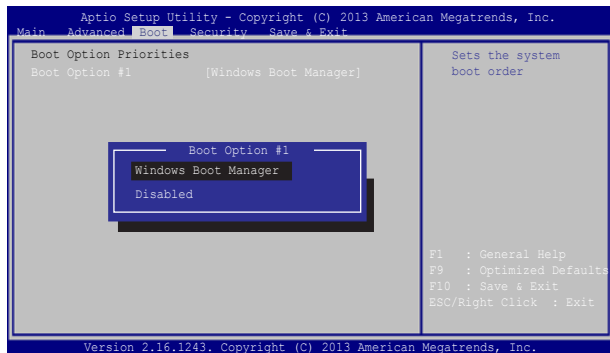 Aptio Setup Utility - Copyright (C) 2013 American Megatrends, Inc.
Main Advanced Boot Security Save & Exit
Boot Option Priorities
Boot Option #1 [Windows Boot Manager]
Sets the system
boot order
Boot Option #1
Windows Boot Manager
Disabled
F1 : General Help
F9 : Optimized Defaults
F10 : Save & Exit
ESC/Right Click : Exit
Version 2.16.1243. Copyright (C) 2013 American Megatrends, Inc.